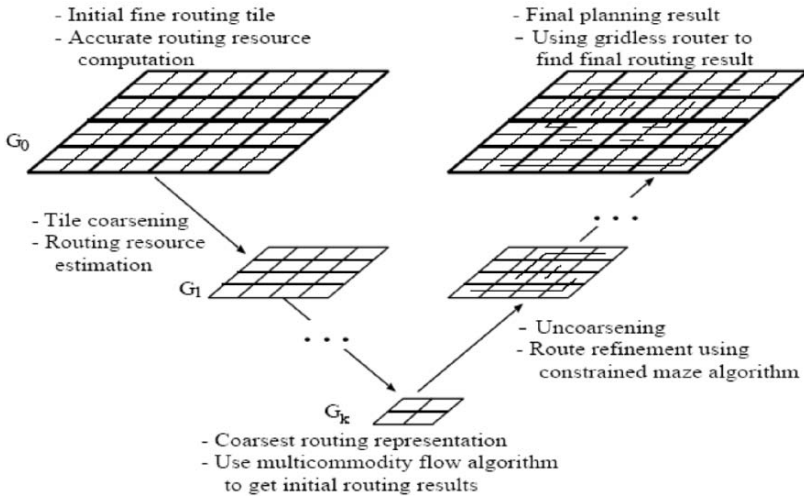 - Initial fine routing tile
- Accurate routing resource
computation
- Final planning result
- Using gridless router to
find final routing result
G0
- Tile coarsening
- Routing resource
estimation
G1
. . .
. . .
- Uncoarsening
- Route refinement using
constrained maze algorithm
Gk
- Coarsest routing representation
- Use multicommodity flow algorithm
to get initial routing results